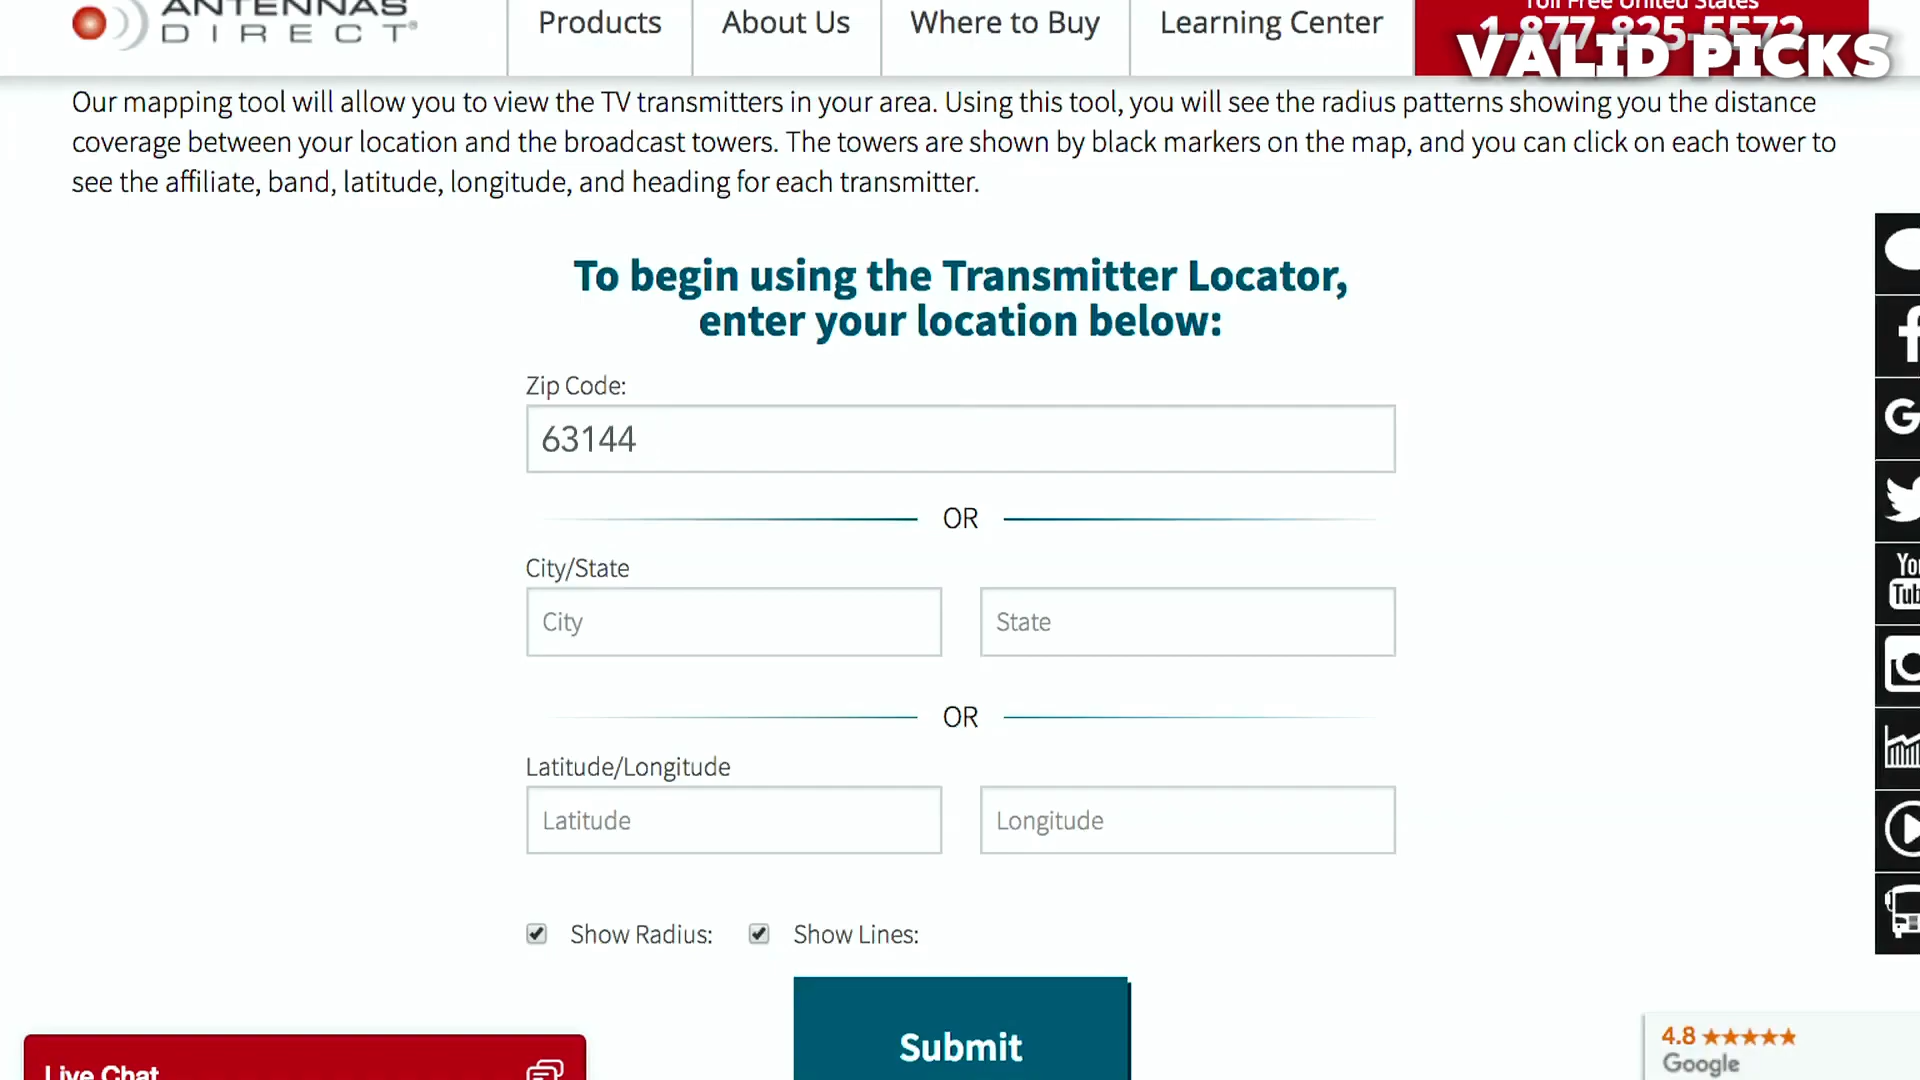 ANTENNAS
DIRECT
Products
About Us
Where to Buy
Learning Center
Toll Free United States
1-877-825-5572
VALID PICKS
Our mapping tool will allow you to view the TV transmitters in your area. Using this tool, you will see the radius patterns showing you the distance
coverage between your location and the broadcast towers. The towers are shown by black markers on the map, and you can click on each tower to
see the affiliate, band, latitude, longitude, and heading for each transmitter.
To begin using the Transmitter Locator,
enter your location below:
Zip Code:
63144
OR
City/State
City
State
OR
Latitude/Longitude
Latitude
Longitude
Show Radius:
Show Lines:
Submit
Live Chat
4.8
Google